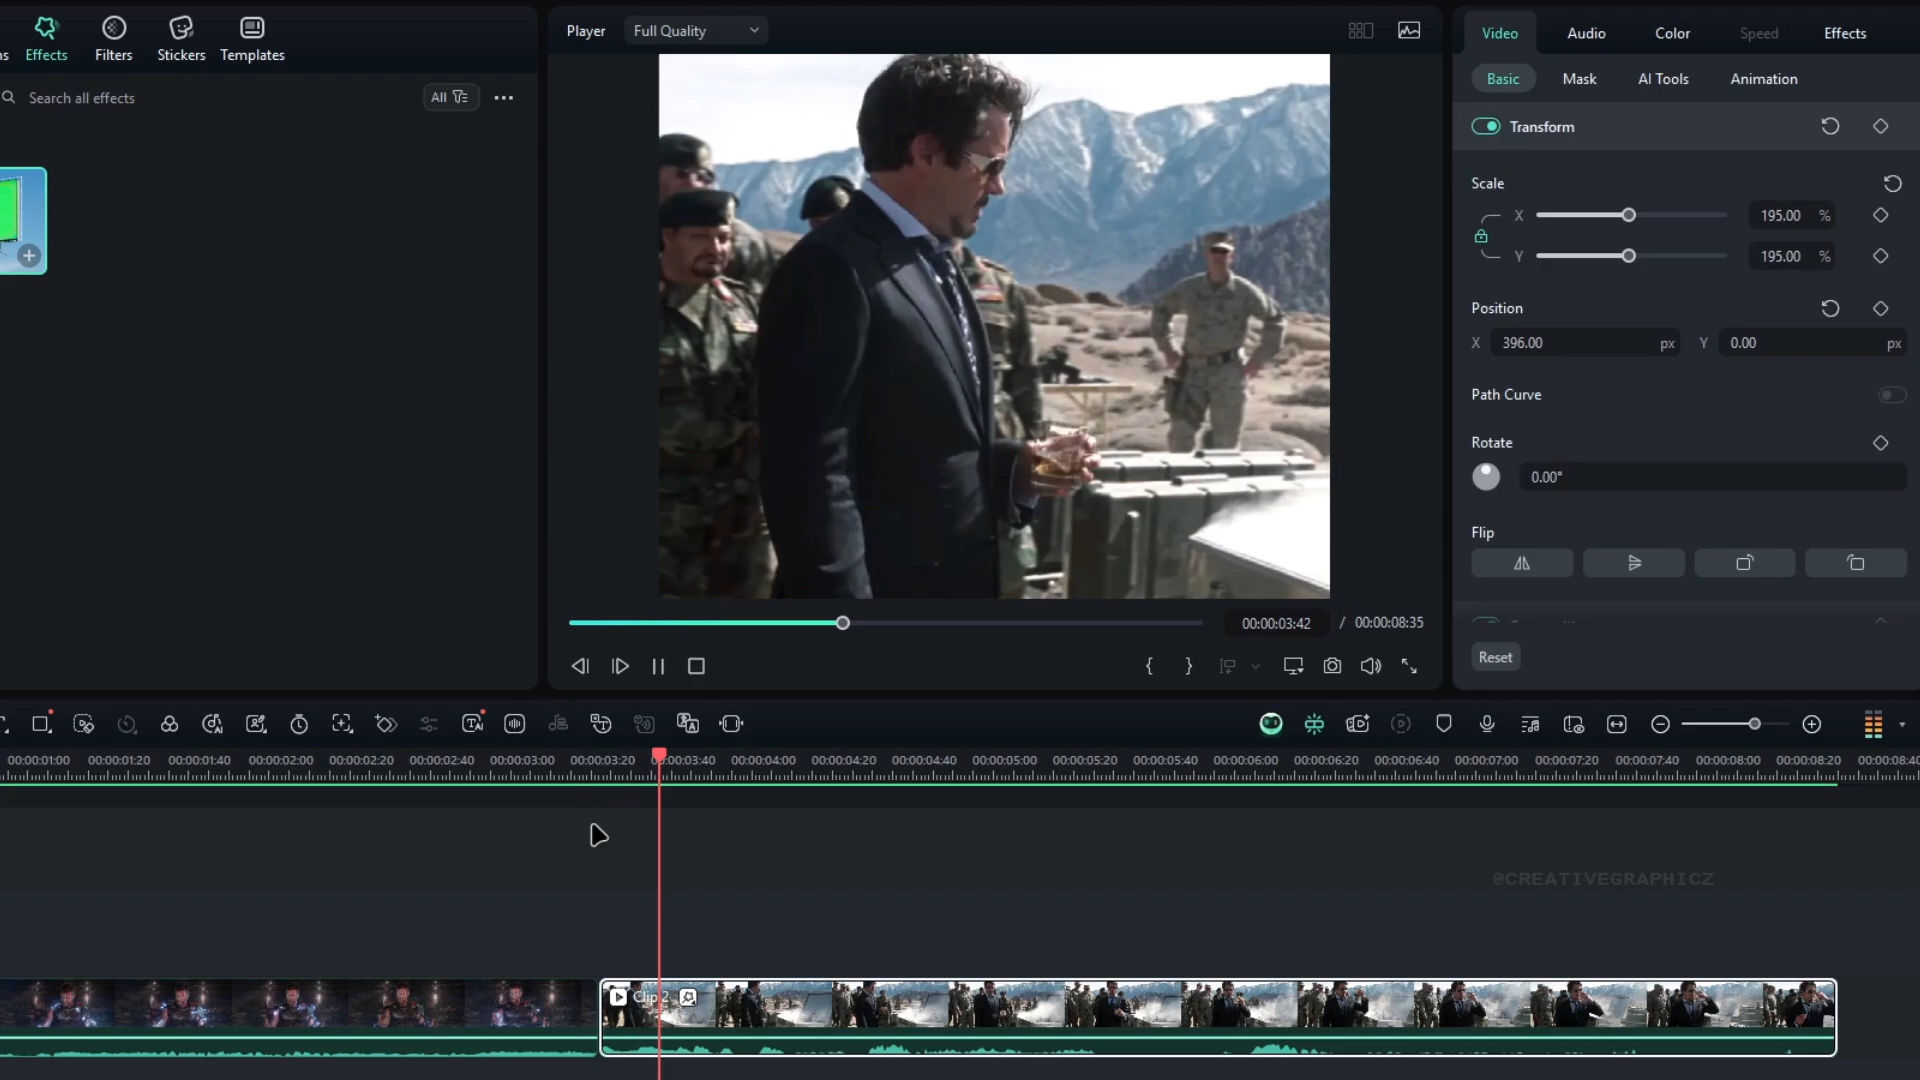 Effects
Filters
Stickers
Templates
Search all effects
All
Player
Full Quality
00:00:03:42 / 00:00:08:35
Video
Audio
Color
Speed
Effects
Basic
Mask
AI Tools
Animation
Transform
Scale
X 195.00 %
Y 195.00 %
Position
X 396.00 px Y 0.00 px
Path Curve
Rotate
0.00°
Flip
Reset
00:00:01:00 00:00:01:20 00:00:01:40 00:00:02:00 00:00:02:20 00:00:02:40 00:00:03:00 00:00:03:20 00:00:03:40 00:00:04:00 00:00:04:20 00:00:04:40 00:00:05:00 00:00:05:20 00:00:05:40 00:00:06:00 00:00:06:20 00:00:06:40 00:00:07:00 00:00:07:20 00:00:07:40 00:00:08:00 00:00:08:20 00:00:08:40
@CREATIVEGRAPHICZ
Clip 2